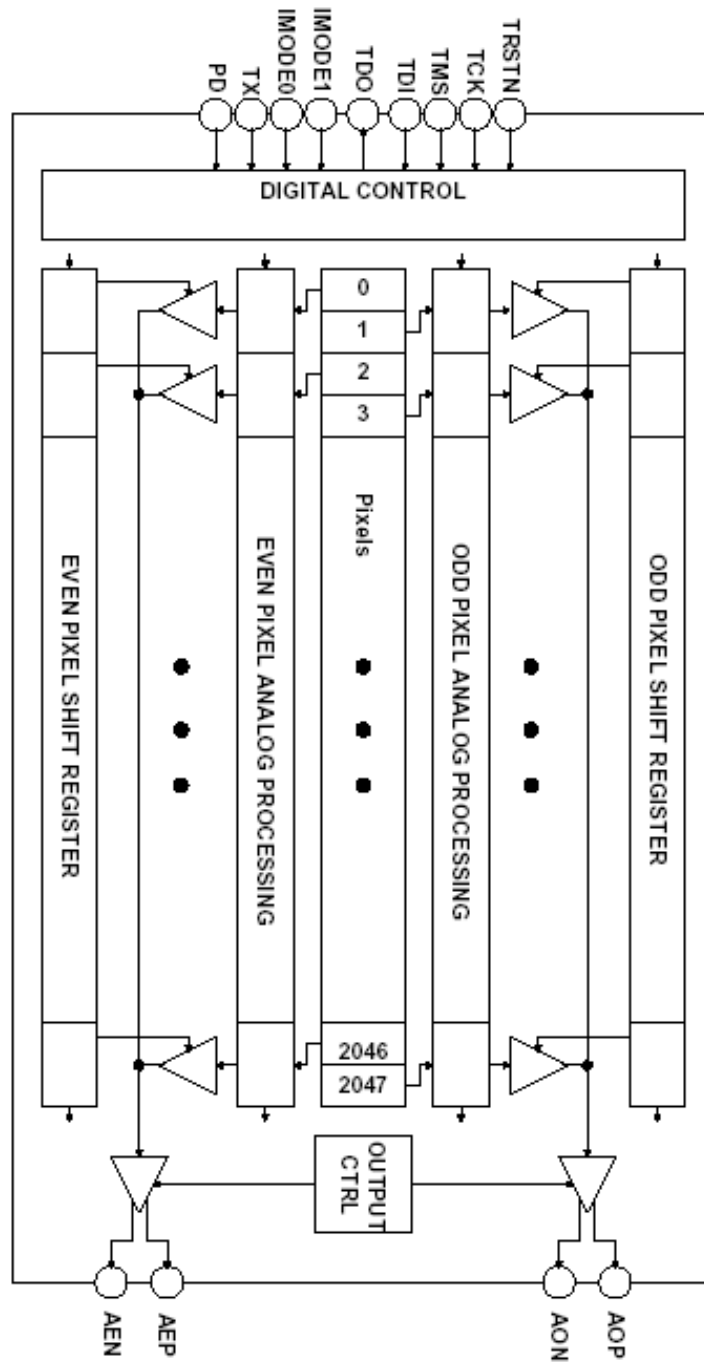 PD
TX
IMODE0
IMODE1
TDO
TDI
TMS
TCK
TRSTN
DIGITAL CONTROL
0
1
2
3
EVEN PIXEL SHIFT REGISTER
EVEN PIXEL ANALOG PROCESSING
Pixels
ODD PIXEL ANALOG PROCESSING
ODD PIXEL SHIFT REGISTER
2046
2047
OUTPUT
CTRL
AEN
AEP
AON
AOP